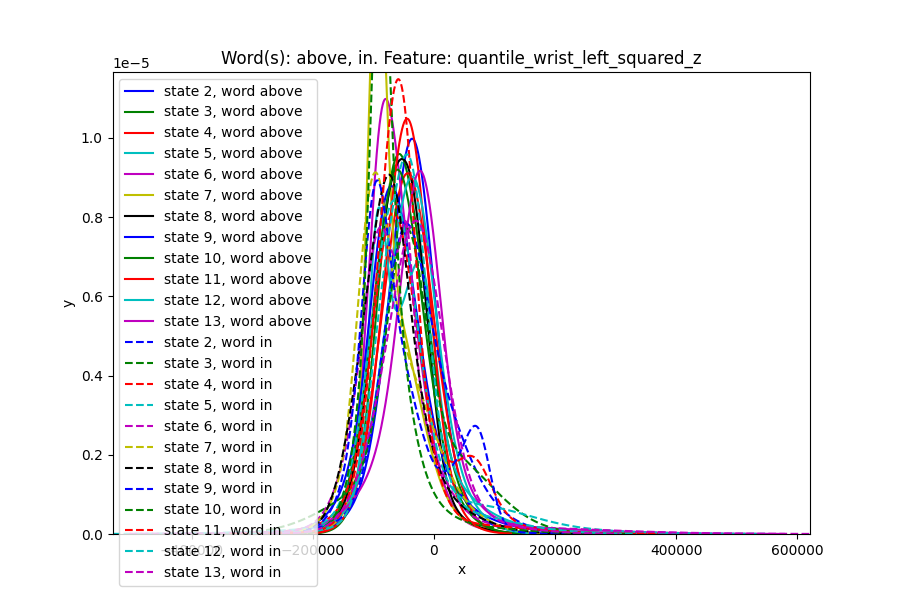 Word(s): above, in. Feature: quantile_wrist_left_squared_z
1e−5
1.0
0.8
0.6
0.4
0.2
0.0
y
state 2, word above
state 3, word above
state 4, word above
state 5, word above
state 6, word above
state 7, word above
state 8, word above
state 9, word above
state 10, word above
state 11, word above
state 12, word above
state 13, word above
state 2, word in
state 3, word in
state 4, word in
state 5, word in
state 6, word in
state 7, word in
state 8, word in
state 9, word in
state 10, word in
state 11, word in
state 12, word in
state 13, word in
−200000 0 200000 400000 600000
x